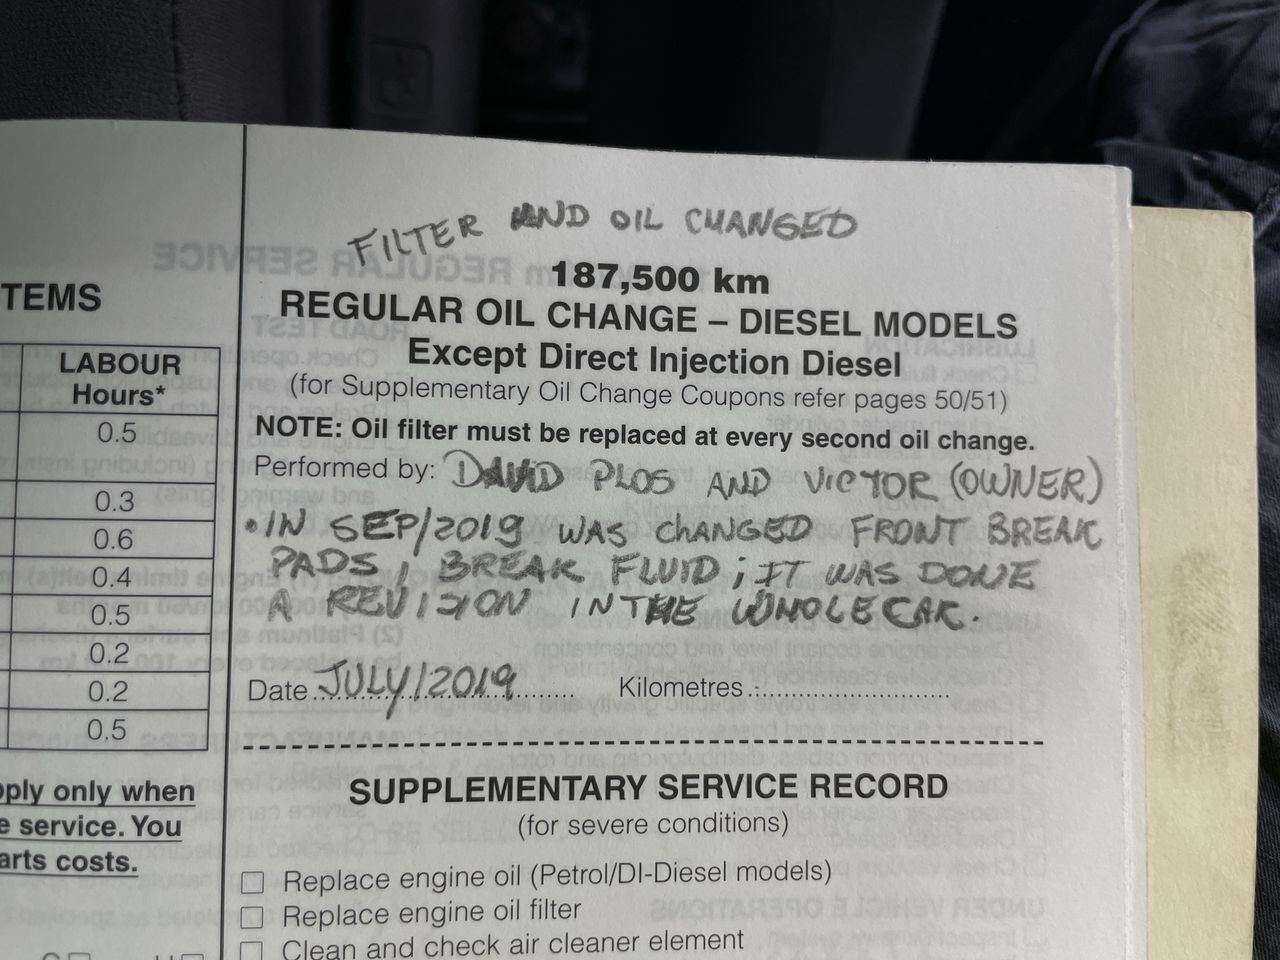 FILTER AND OIL CHANGED
187,500 km
REGULAR OIL CHANGE – DIESEL MODELS
Except Direct Injection Diesel
(for Supplementary Oil Change Coupons refer pages 50/51)
NOTE: Oil filter must be replaced at every second oil change.
Performed by: DAVID PLOS AND VICTOR (OWNER)
• IN SEP/2019 WAS CHANGED FRONT BREAK
PADS, BREAK FLUID; IT WAS DONE
A REVISION IN THE WHOLE CAR.
Date JULY/2019 Kilometres
SUPPLEMENTARY SERVICE RECORD
(for severe conditions)
Replace engine oil (Petrol/DI-Diesel models)
Replace engine oil filter
Clean and check air cleaner element
TEMS
LABOUR
Hours*
0.5
0.3
0.6
0.4
0.5
0.2
0.2
0.5
pply only when
e service. You
arts costs.